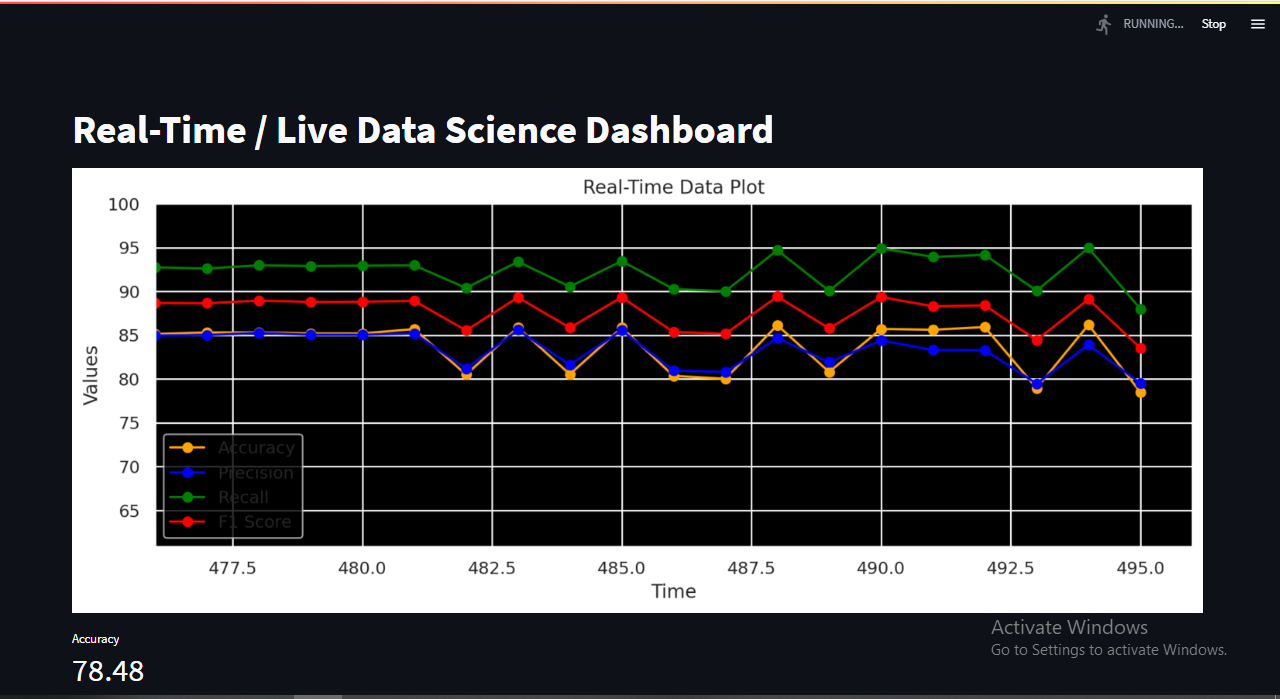 RUNNING... Stop
Real-Time / Live Data Science Dashboard
Real-Time Data Plot
100
95
90
85
80
75
70
65
Values
Accuracy
Precision
Recall
F1 Score
477.5 480.0 482.5 485.0 487.5 490.0 492.5 495.0
Time
Accuracy
78.48
Activate Windows
Go to Settings to activate Windows.